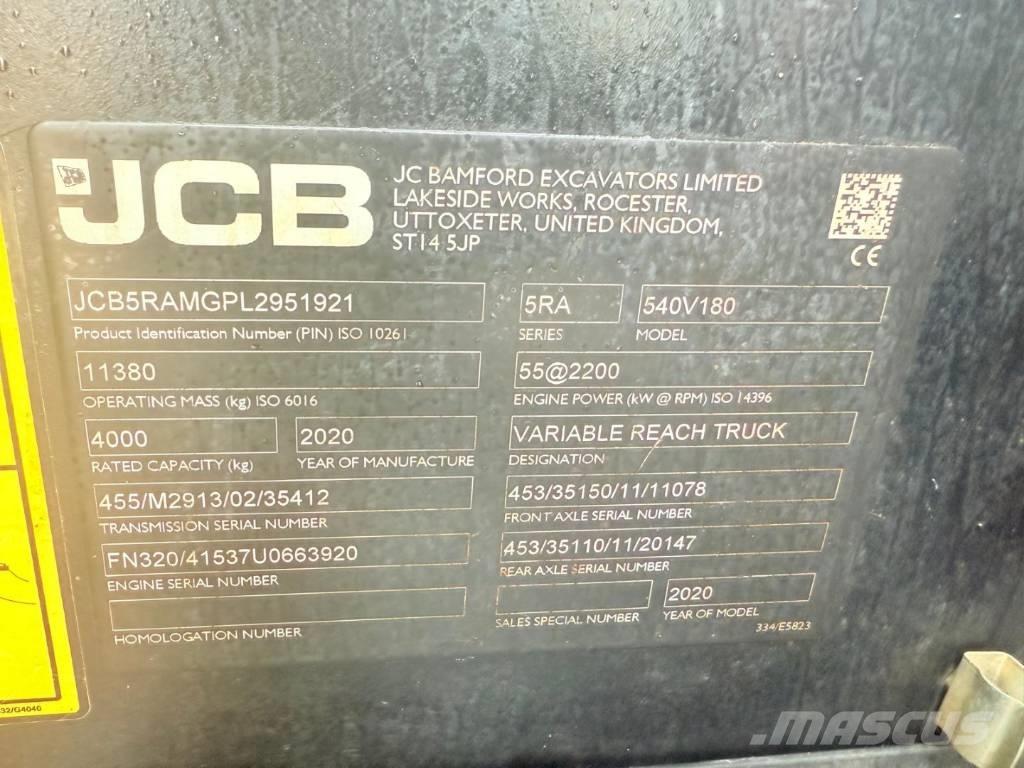 JCB
JC BAMFORD EXCAVATORS LIMITED
LAKESIDE WORKS, ROCESTER,
UTTOXETER, UNITED KINGDOM,
ST14 5JP
CE
JCB5RAMGPL2951921
Product Identification Number (PIN) ISO 10261
5RA
SERIES
540V180
MODEL
11380
OPERATING MASS (kg) ISO 6016
55@2200
ENGINE POWER (kW @ RPM) ISO 14396
4000
RATED CAPACITY (kg)
2020
YEAR OF MANUFACTURE
VARIABLE REACH TRUCK
DESIGNATION
455/M2913/02/35412
TRANSMISSION SERIAL NUMBER
453/35150/11/11078
FRONT AXLE SERIAL NUMBER
FN320/41537U0663920
ENGINE SERIAL NUMBER
453/35110/11/20147
REAR AXLE SERIAL NUMBER
HOMOLOGATION NUMBER
SALES SPECIAL NUMBER
2020
YEAR OF MODEL
334/E5823
32/G4040
MASCUS